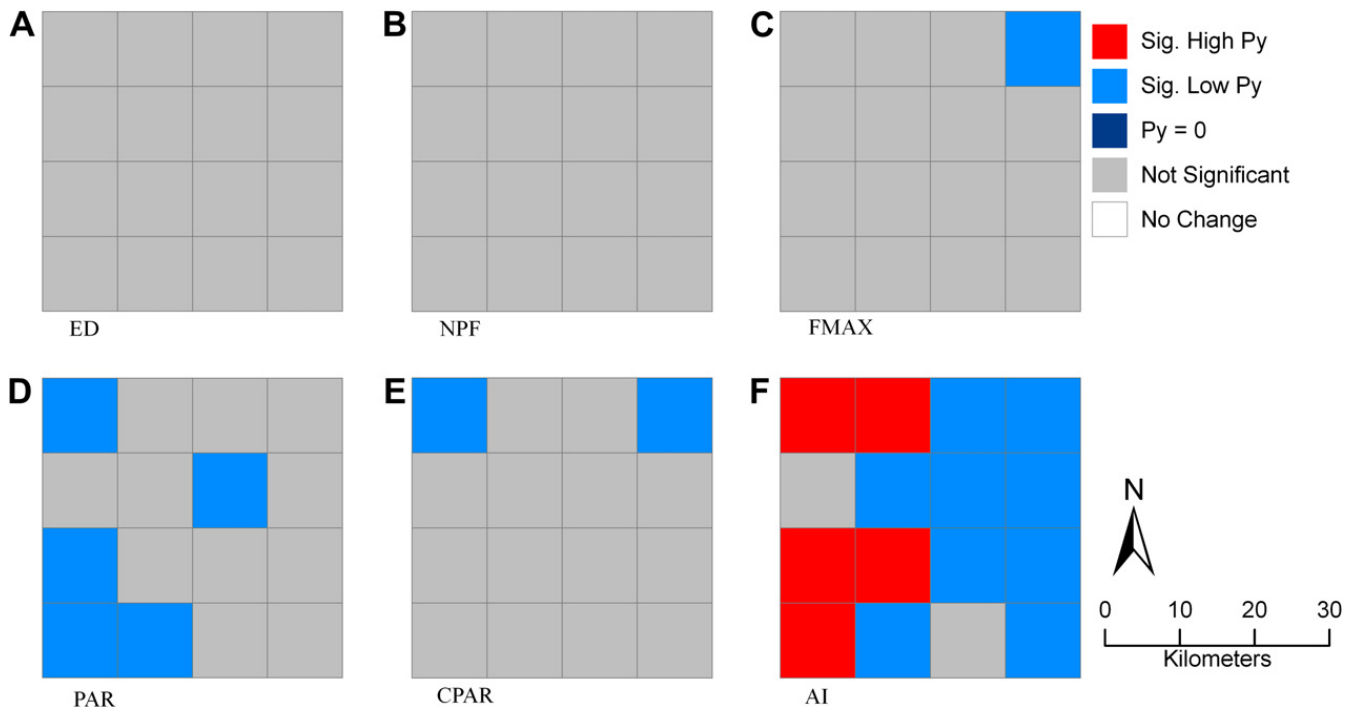 A
B
C
Sig. High Py
Sig. Low Py
Py = 0
Not Significant
No Change
ED
NPF
FMAX
D
E
F
N
0 10 20 30
Kilometers
PAR
CPAR
AI